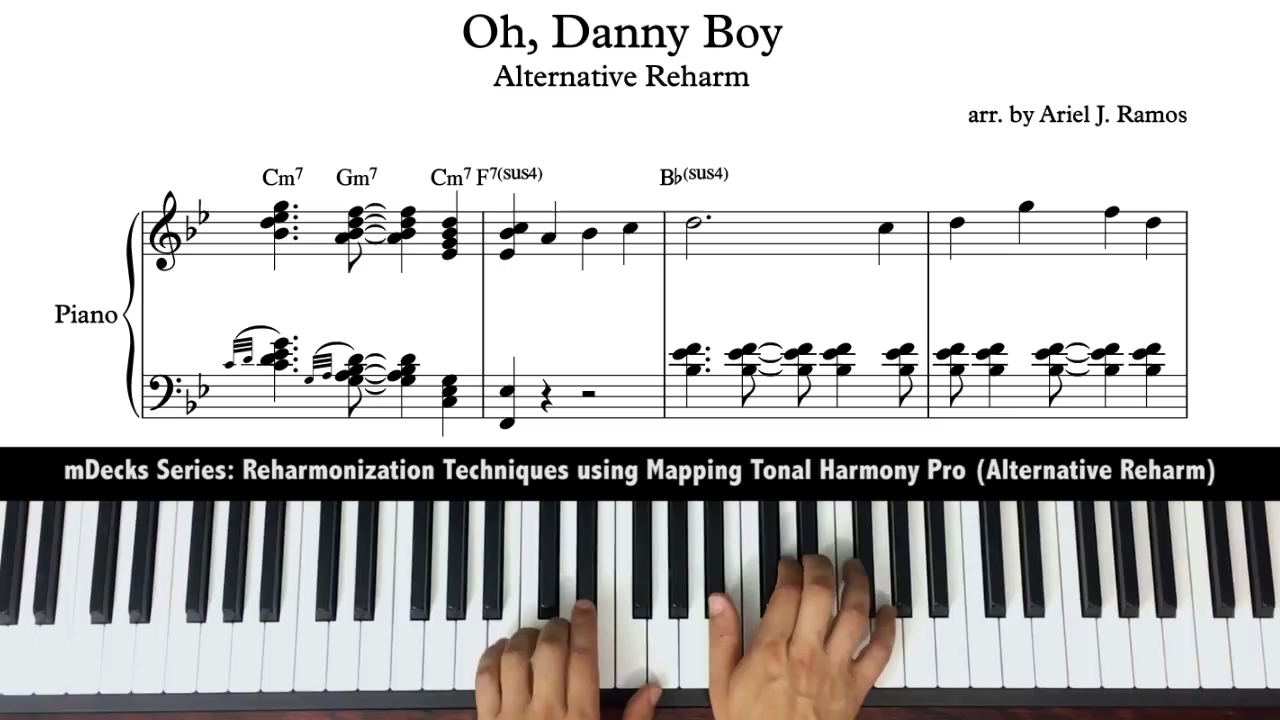 Oh, Danny Boy
Alternative Reharm
arr. by Ariel J. Ramos
Cm7 Gm7 Cm7 F7(sus4) B♭(sus4)
Piano
mDecks Series: Reharmonization Techniques using Mapping Tonal Harmony Pro (Alternative Reharm)